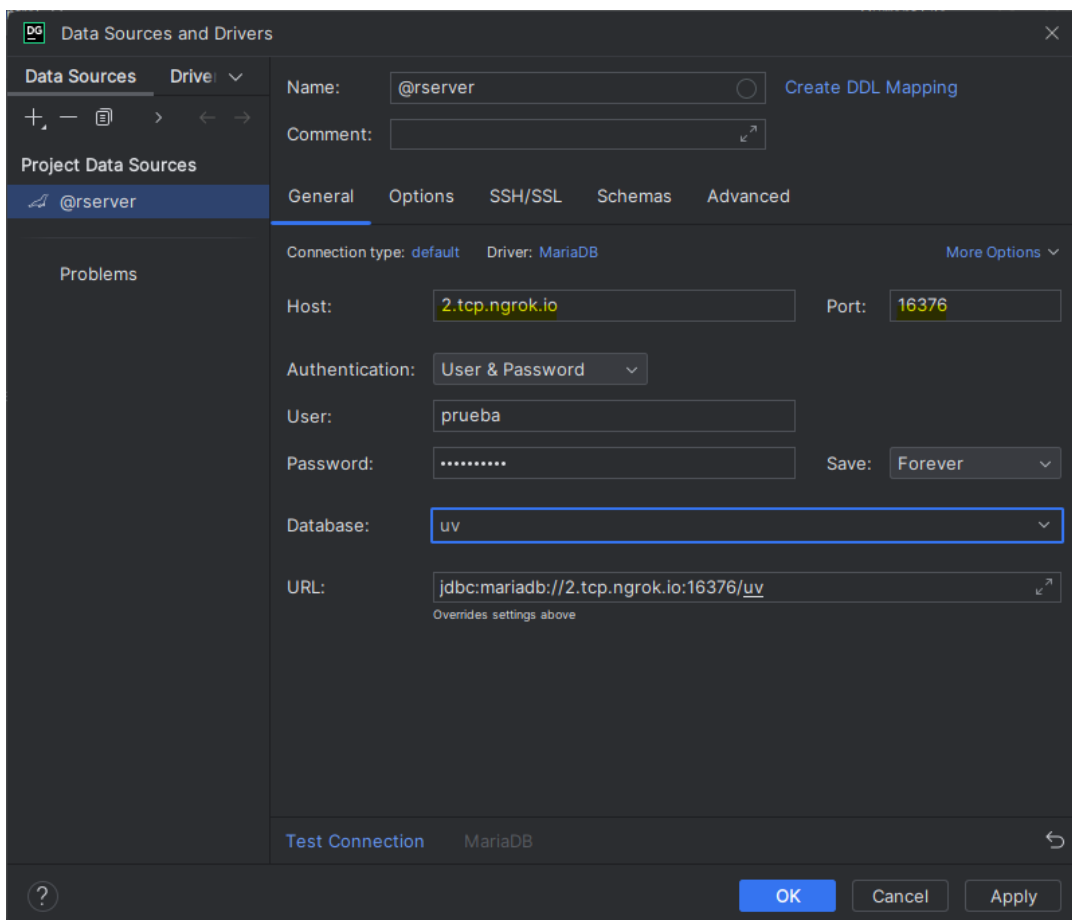 DG Data Sources and Drivers
Data Sources Drive
Project Data Sources
@rserver
Problems
Name: @rserver Create DDL Mapping
Comment:
General Options SSH/SSL Schemas Advanced
Connection type: default Driver: MariaDB More Options
Host: 2.tcp.ngrok.io Port: 16376
Authentication: User & Password
User: prueba
Password: •••••••••• Save: Forever
Database: uv
URL: jdbc:mariadb://2.tcp.ngrok.io:16376/uv
Overrides settings above
Test Connection MariaDB
? OK Cancel Apply